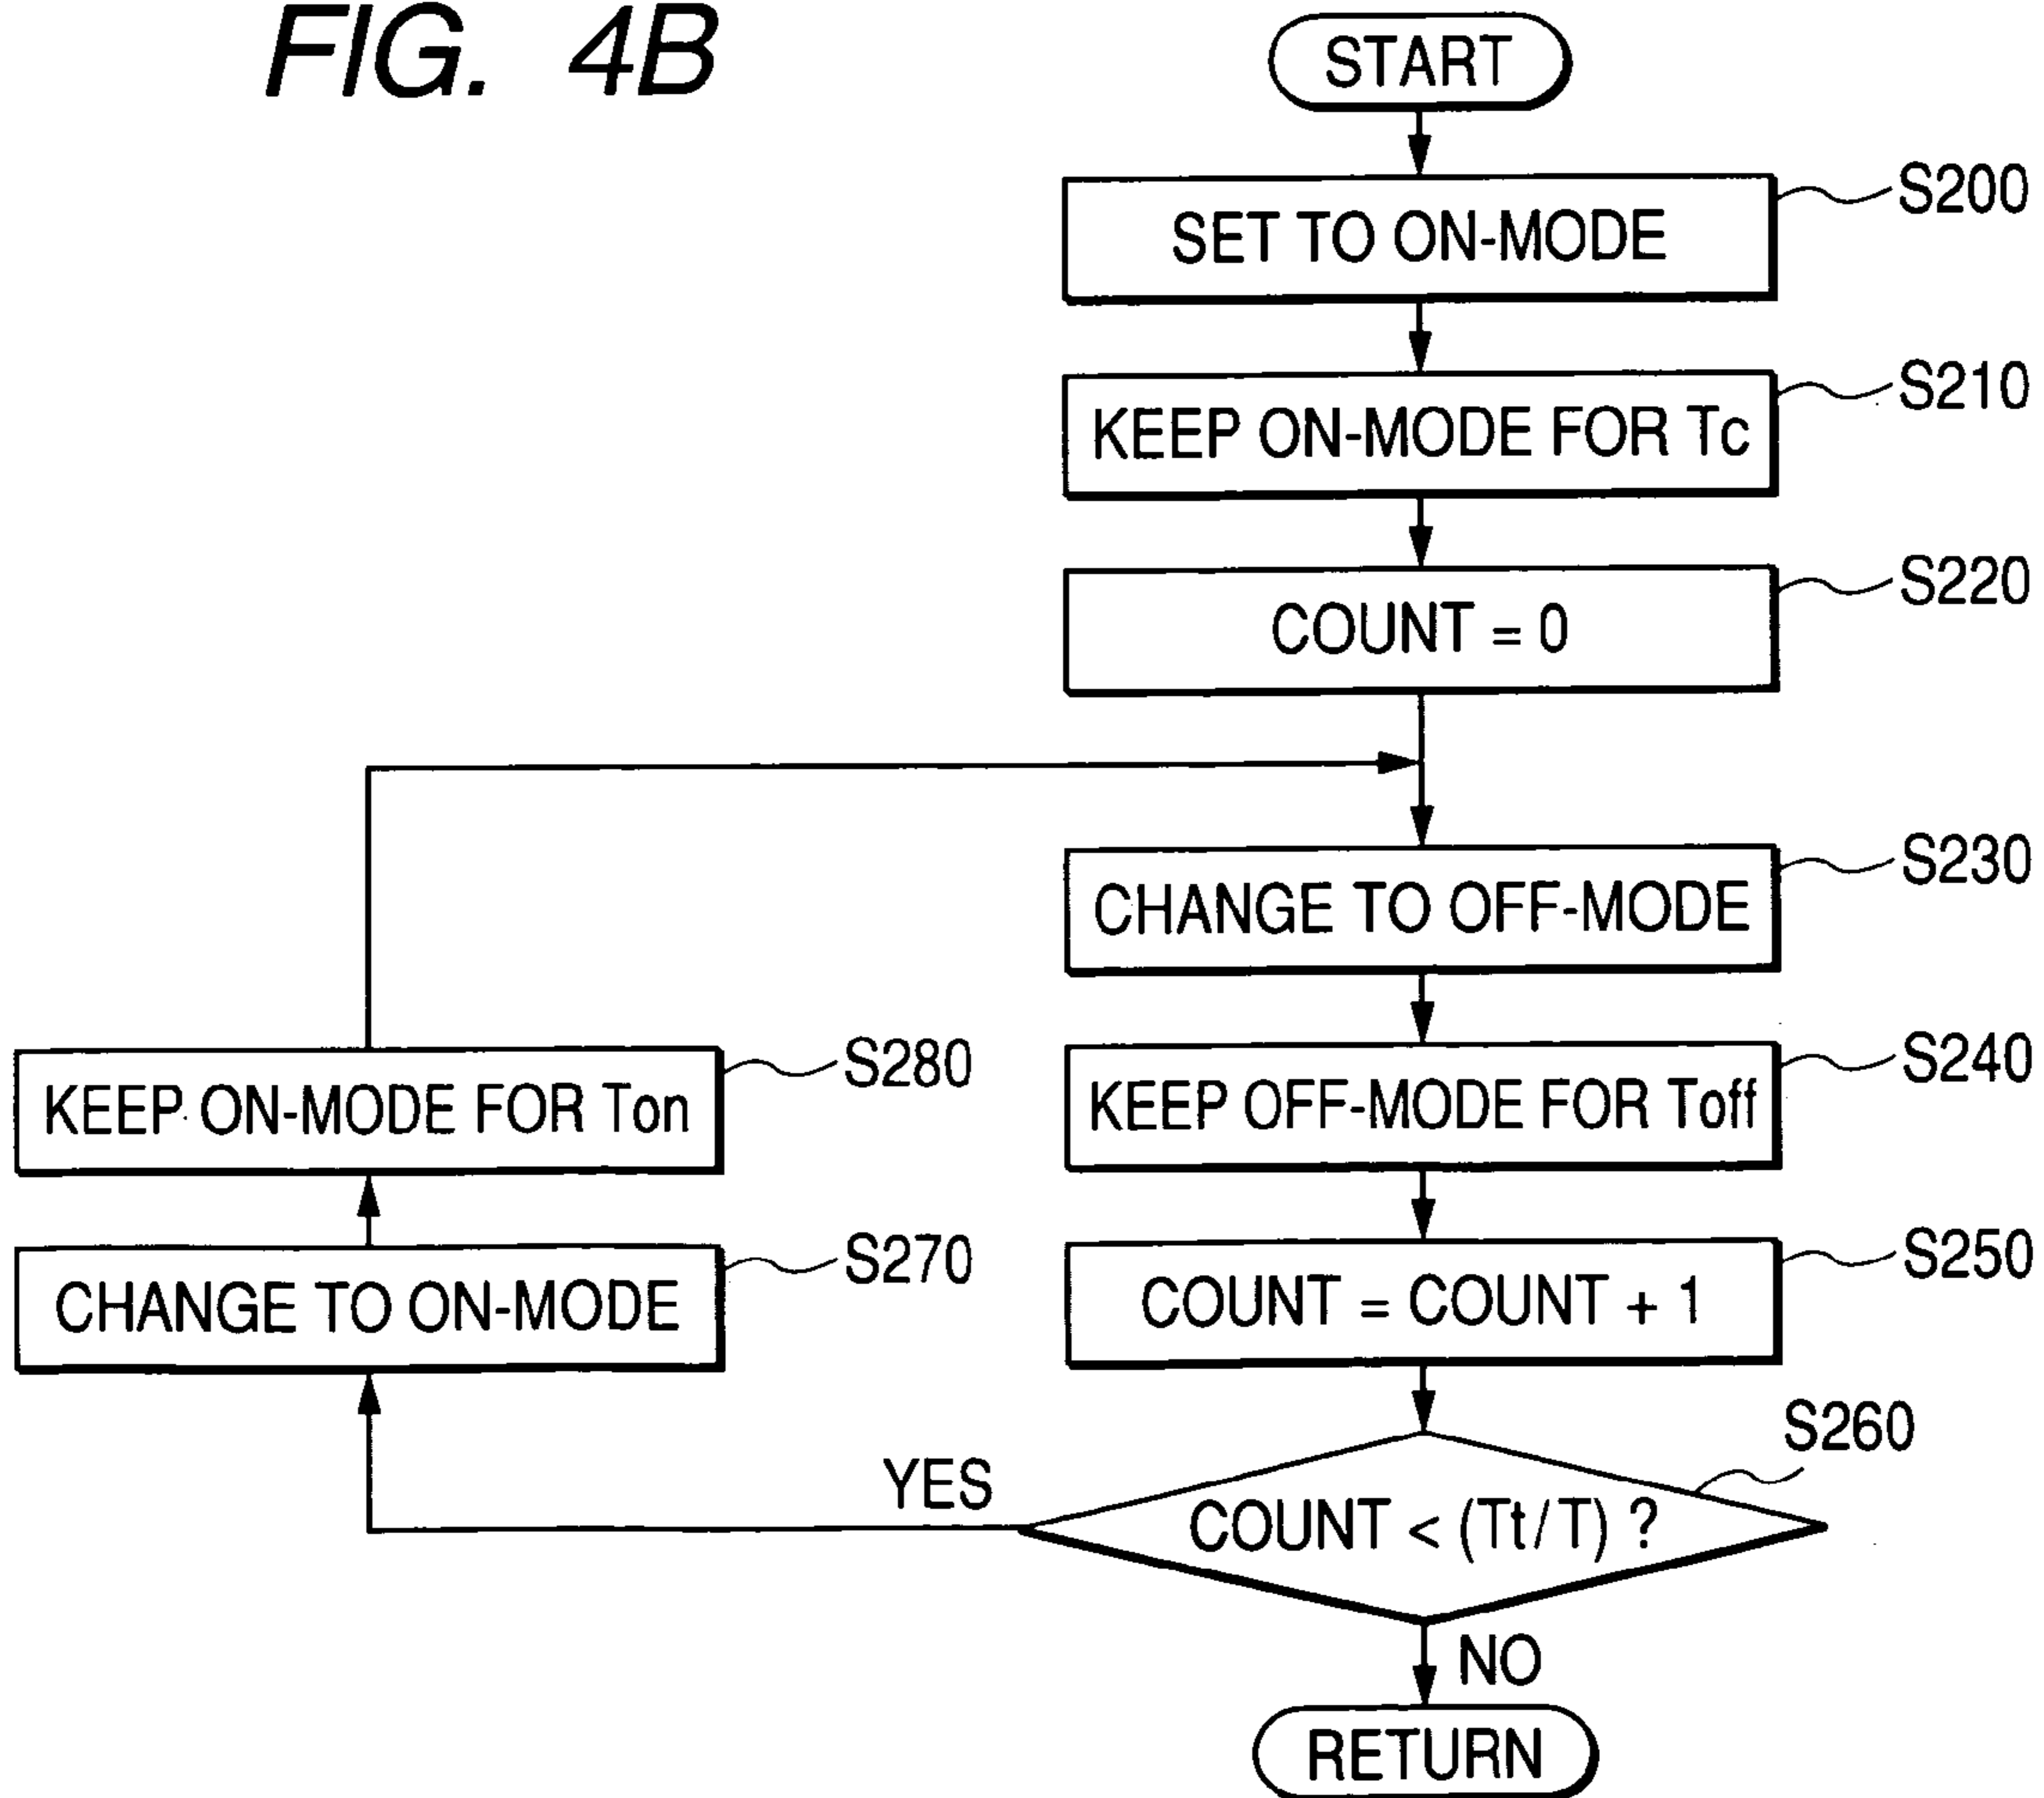 FIG. 4B
START
SET TO ON-MODE
S200
KEEP ON-MODE FOR Tc
S210
COUNT = 0
S220
CHANGE TO OFF-MODE
S230
KEEP OFF-MODE FOR Toff
S240
COUNT = COUNT + 1
S250
COUNT < (Tt/T) ?
S260
YES
CHANGE TO ON-MODE
S270
KEEP ON-MODE FOR Ton
S280
NO
RETURN